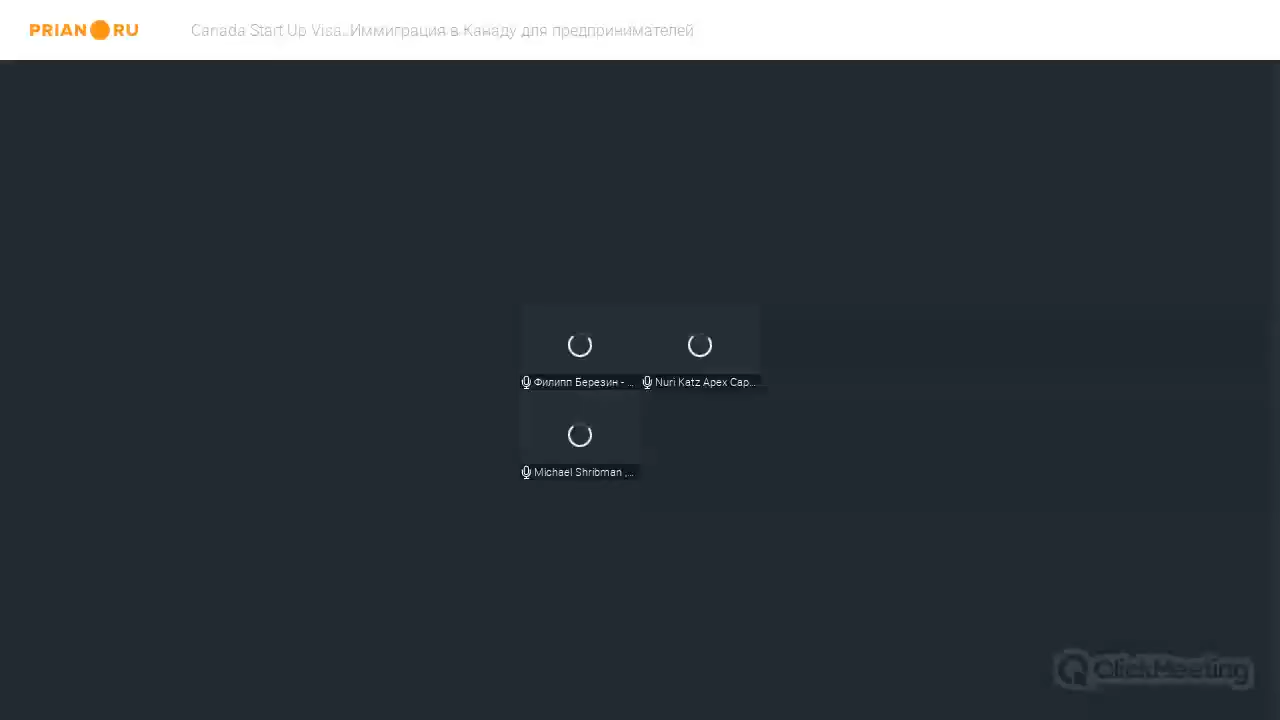 PRIAN RU
Canada Start Up Visa. Иммиграция в Канаду для предпринимателей
Филипп Березин - ...
Nuri Katz Apex Cap...
Michael Shribman ,...
ClickMeeting